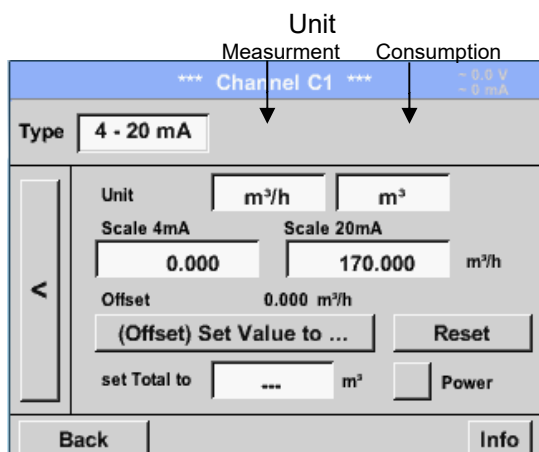 Unit
Measurment Consumption
*** Channel C1 ***
~ 0.0 V
~ 0 mA
Type 4 - 20 mA
Unit m³/h m³
Scale 4mA Scale 20mA
0.000 170.000 m³/h
<
Offset 0.000 m³/h
(Offset) Set Value to ... Reset
set Total to --- m³ Power
Back Info